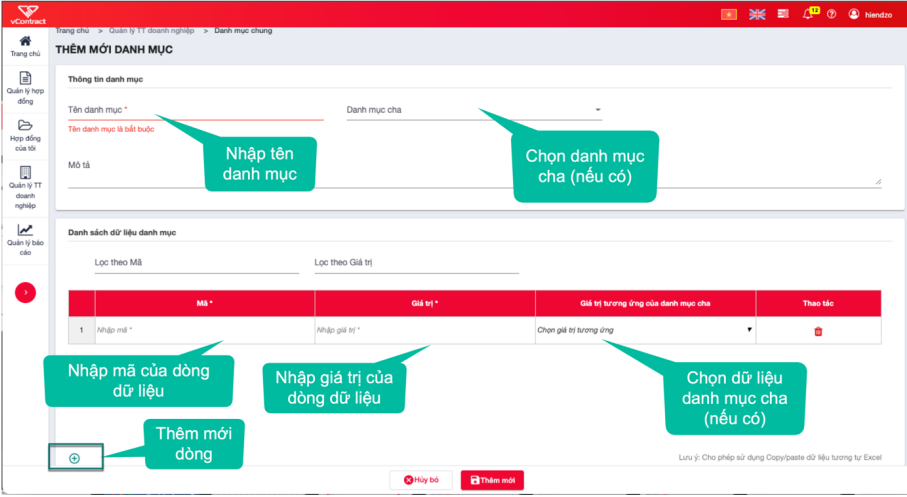 vContract
12
hiendzo
Trang chủ > Quản lý TT doanh nghiệp > Danh mục chung
THÊM MỚI DANH MỤC
Trang chủ
Quản lý hợp
đồng
Hợp đồng
của tôi
Quản lý TT
doanh
nghiệp
Quản lý báo
cáo
Thông tin danh mục
Tên danh mục *
Danh mục cha
Tên danh mục là bắt buộc
Nhập tên
danh mục
Chọn danh mục
cha (nếu có)
Mô tả
Danh sách dữ liệu danh mục
Lọc theo Mã
Lọc theo Giá trị
Mã *
Giá trị *
Giá trị tương ứng của danh mục cha
Thao tác
1
Nhập mã *
Nhập giá trị *
Chọn giá trị tương ứng
Nhập mã của dòng
dữ liệu
Nhập giá trị của
dòng dữ liệu
Chọn dữ liệu
danh mục cha
(nếu có)
Thêm mới
dòng
Lưu ý: Cho phép sử dụng Copy/paste dữ liệu tương tự Excel
Hủy bỏ
Thêm mới